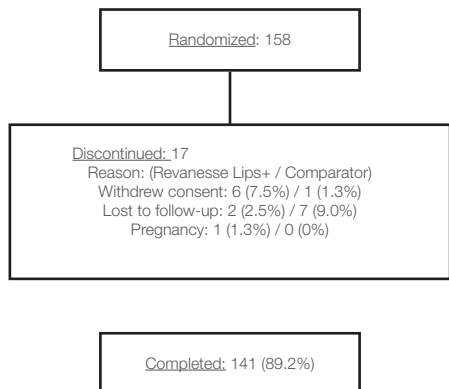 Randomized: 158
Discontinued: 17
Reason: (Revanesse Lips+ / Comparator)
Withdrew consent: 6 (7.5%) / 1 (1.3%)
Lost to follow-up: 2 (2.5%) / 7 (9.0%)
Pregnancy: 1 (1.3%) / 0 (0%)
Completed: 141 (89.2%)